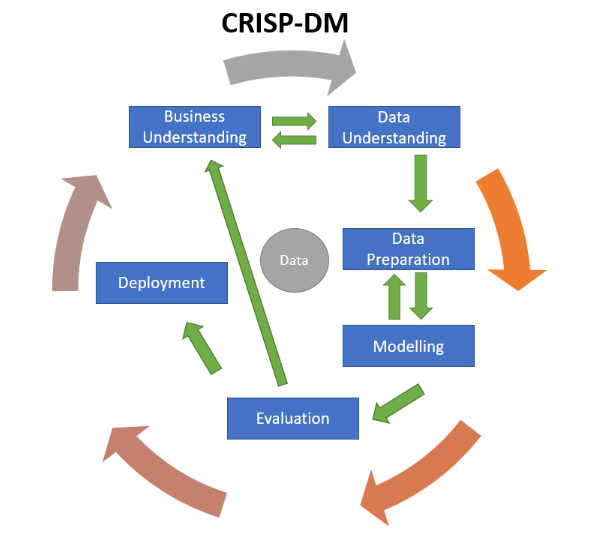 CRISP-DM
Business
Understanding
Data
Understanding
Data
Preparation
Data
Deployment
Modelling
Evaluation